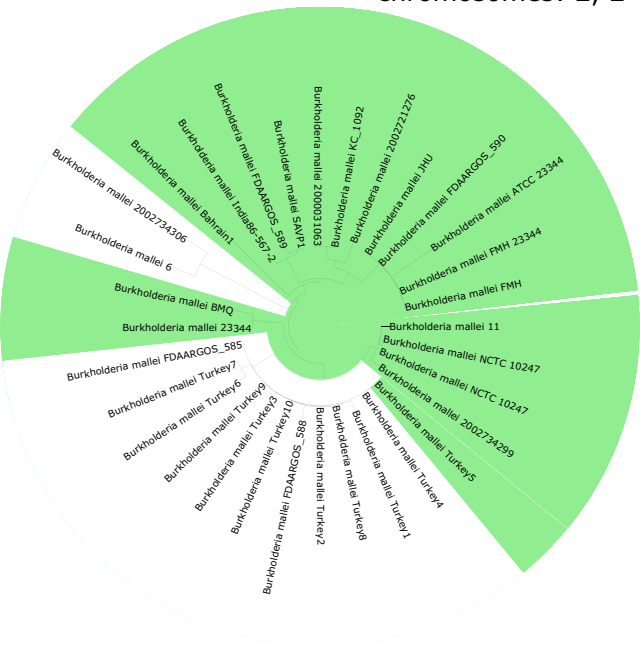 Burkholderia mallei FDAARGOS_589
Burkholderia mallei 2000031063
Burkholderia mallei KC_1092
Burkholderia mallei 2002721276
Burkholderia mallei SAVP1
Burkholderia mallei India86-567-2
Burkholderia mallei Bahrain1
Burkholderia mallei JHU
Burkholderia mallei FDAARGOS_590
Burkholderia mallei ATCC 23344
Burkholderia mallei FMH 23344
Burkholderia mallei FMH
Burkholderia mallei 2002734306
Burkholderia mallei 6
Burkholderia mallei BMQ
Burkholderia mallei 23344
Burkholderia mallei 11
Burkholderia mallei NCTC 10247
Burkholderia mallei NCTC 10247
Burkholderia mallei 2002734299
Burkholderia mallei Turkey5
Burkholderia mallei Turkey4
Burkholderia mallei Turkey1
Burkholderia mallei Turkey8
Burkholderia mallei Turkey2
Burkholderia mallei FDAARGOS_588
Burkholderia mallei Turkey10
Burkholderia mallei Turkey3
Burkholderia mallei Turkey9
Burkholderia mallei Turkey6
Burkholderia mallei Turkey7
Burkholderia mallei FDAARGOS_585